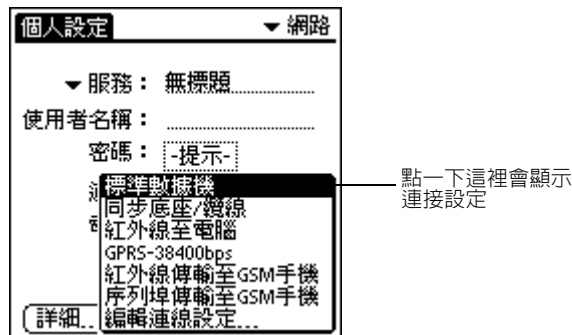 個人設定
▼ 網路
▼ 服務： 無標題
使用者名稱：
密碼： -提示-
標準數據機
同步底座/纜線
紅外線至電腦
GPRS-38400bps
紅外線傳輸至GSM手機
序列埠傳輸至GSM手機
編輯連線設定...
詳細..
點一下這裡會顯示
連接設定